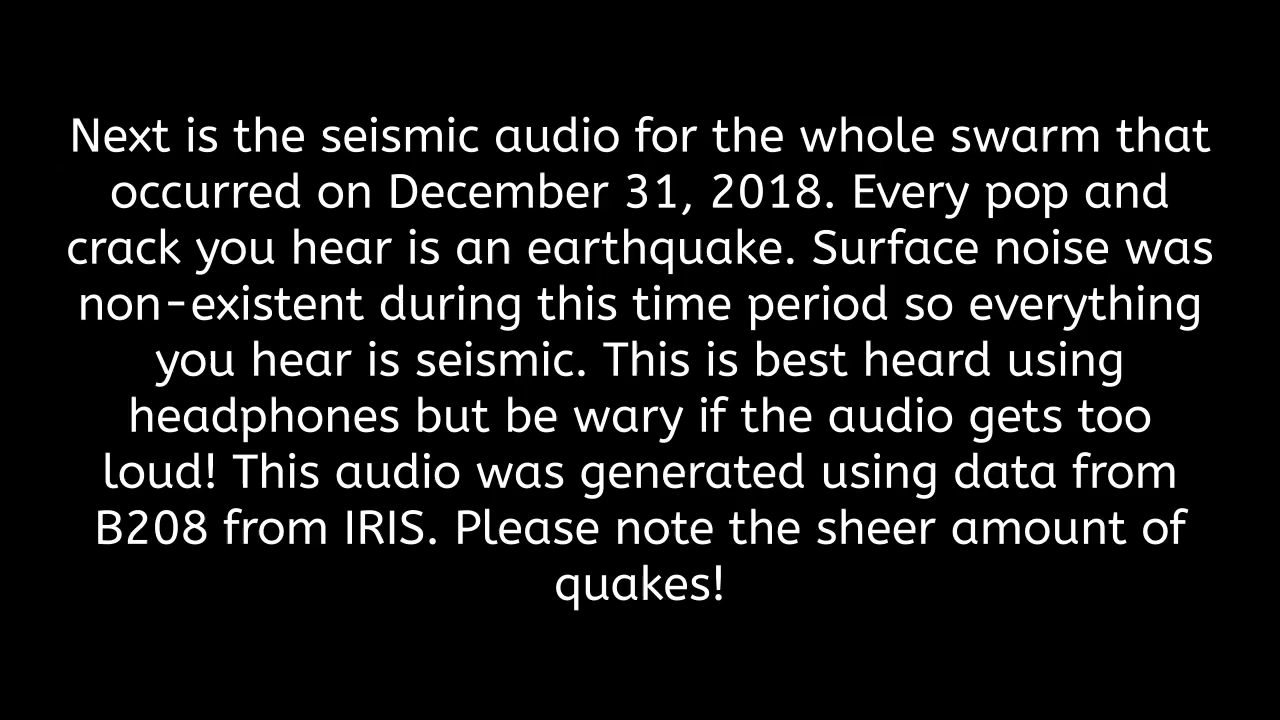 Next is the seismic audio for the whole swarm that
occurred on December 31, 2018. Every pop and
crack you hear is an earthquake. Surface noise was
non-existent during this time period so everything
you hear is seismic. This is best heard using
headphones but be wary if the audio gets too
loud! This audio was generated using data from
B208 from IRIS. Please note the sheer amount of
quakes!